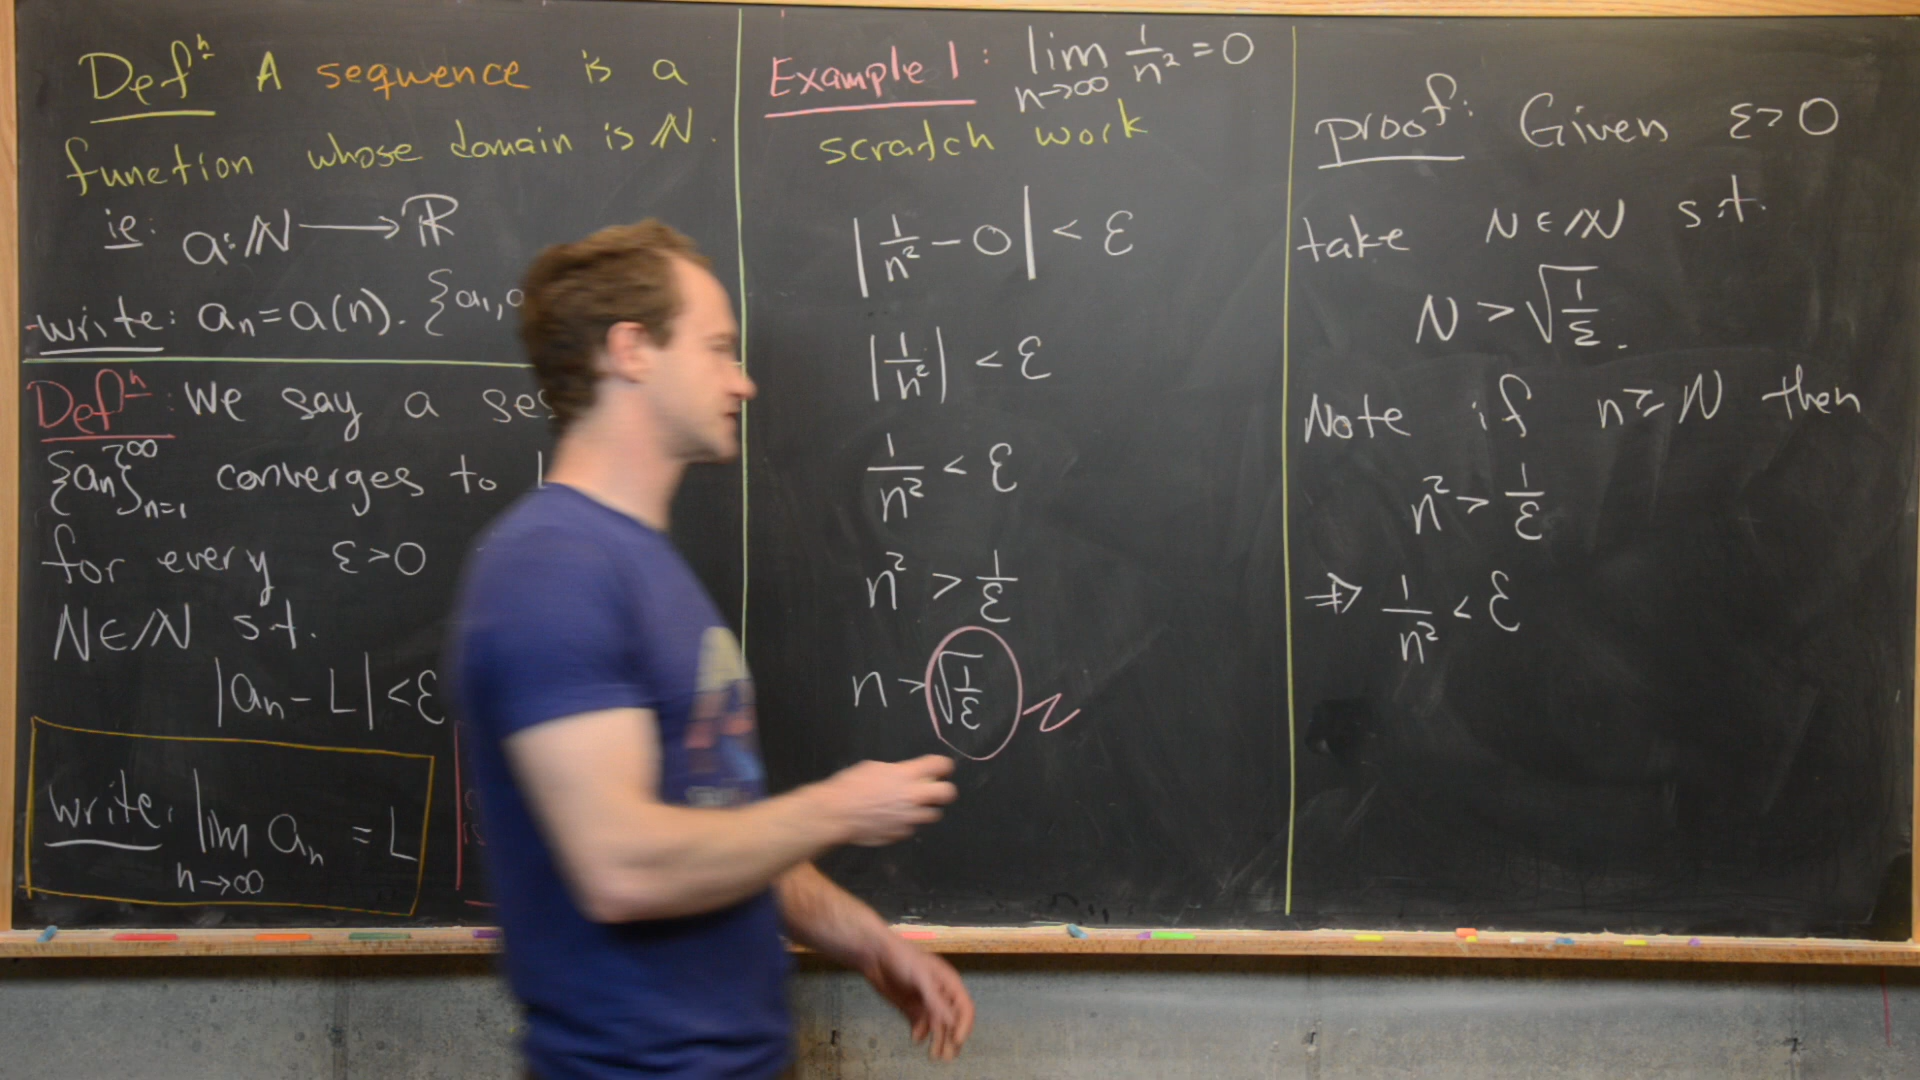 Defⁿ A sequence is a
function whose domain is ℕ.
ie: a: ℕ ⟶ ℝ
write: aₙ = a(n). {a₁,
Defⁿ: We say a
{aₙ}ₙ₌₁^∞ converges to
for every ε>0
N∈ℕ s.t.
|aₙ - L| < ε
write: lim aₙ = L
n→∞
Example 1: lim 1/n² = 0
n→∞
scratch work
|1/n² - 0| < ε
|1/n²| < ε
1/n² < ε
n² > 1/ε
n > √(1/ε)
N
proof: Given ε>0
take N∈ℕ s.t.
N > √(1/ε).
Note if n≥N then
n² > 1/ε
⇒ 1/n² < ε